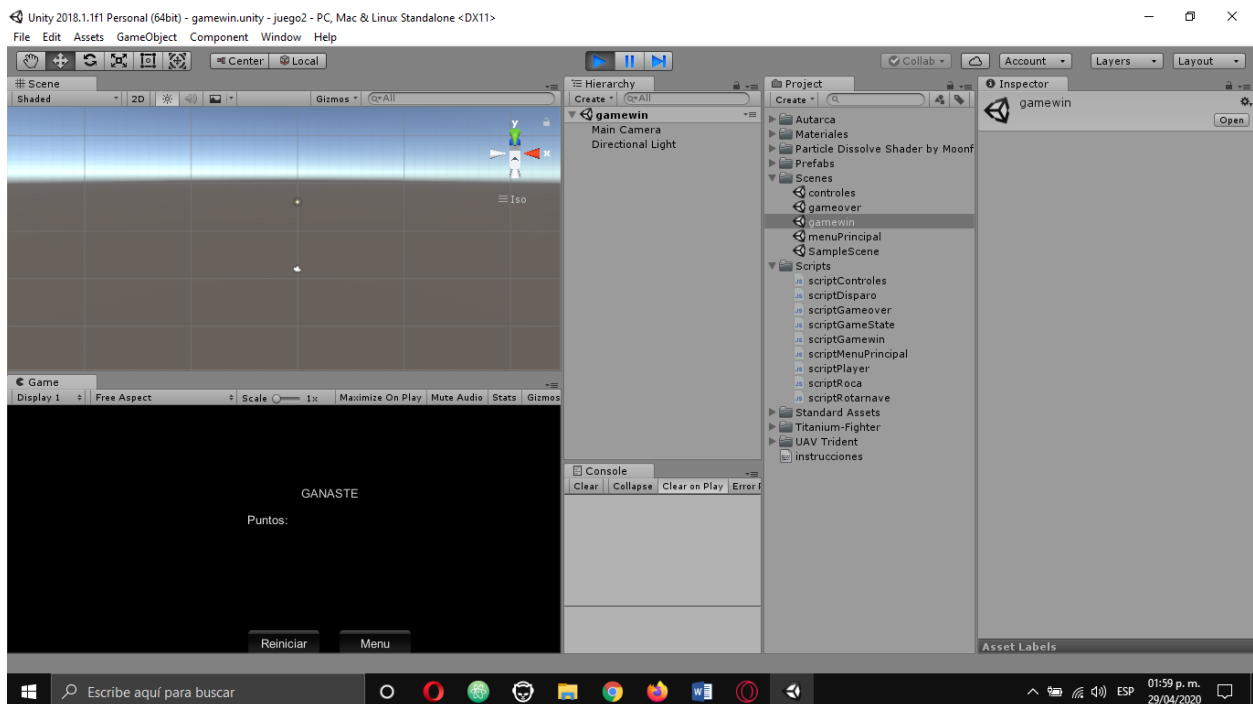 Unity 2018.1.1f1 Personal (64bit) - gamewin.unity - juego2 - PC, Mac & Linux Standalone <DX11>
File Edit Assets GameObject Component Window Help
Center Local Collab Account Layers Layout
Scene
Shaded 2D Gizmos All
y
x
Iso
Game
Display 1 Free Aspect Scale 1x Maximize On Play Mute Audio Stats Gizmos
GANASTE
Puntos:
Reiniciar Menu
Hierarchy
Create All
gamewin
Main Camera
Directional Light
Console
Clear Collapse Clear on Play Error
Project
Create
Autarca
Materiales
Particle Dissolve Shader by Moonf
Prefabs
Scenes
controles
gameover
gamewin
menuPrincipal
SampleScene
Scripts
scriptControles
scriptDisparo
scriptGameover
scriptGameState
scriptGamewin
scriptMenuPrincipal
scriptPlayer
scriptRoca
scriptRotarnave
Standard Assets
Titanium-Fighter
UAV Trident
instrucciones
Inspector
gamewin
Open
Asset Labels
Escribe aquí para buscar
ESP
01:59 p. m.
29/04/2020